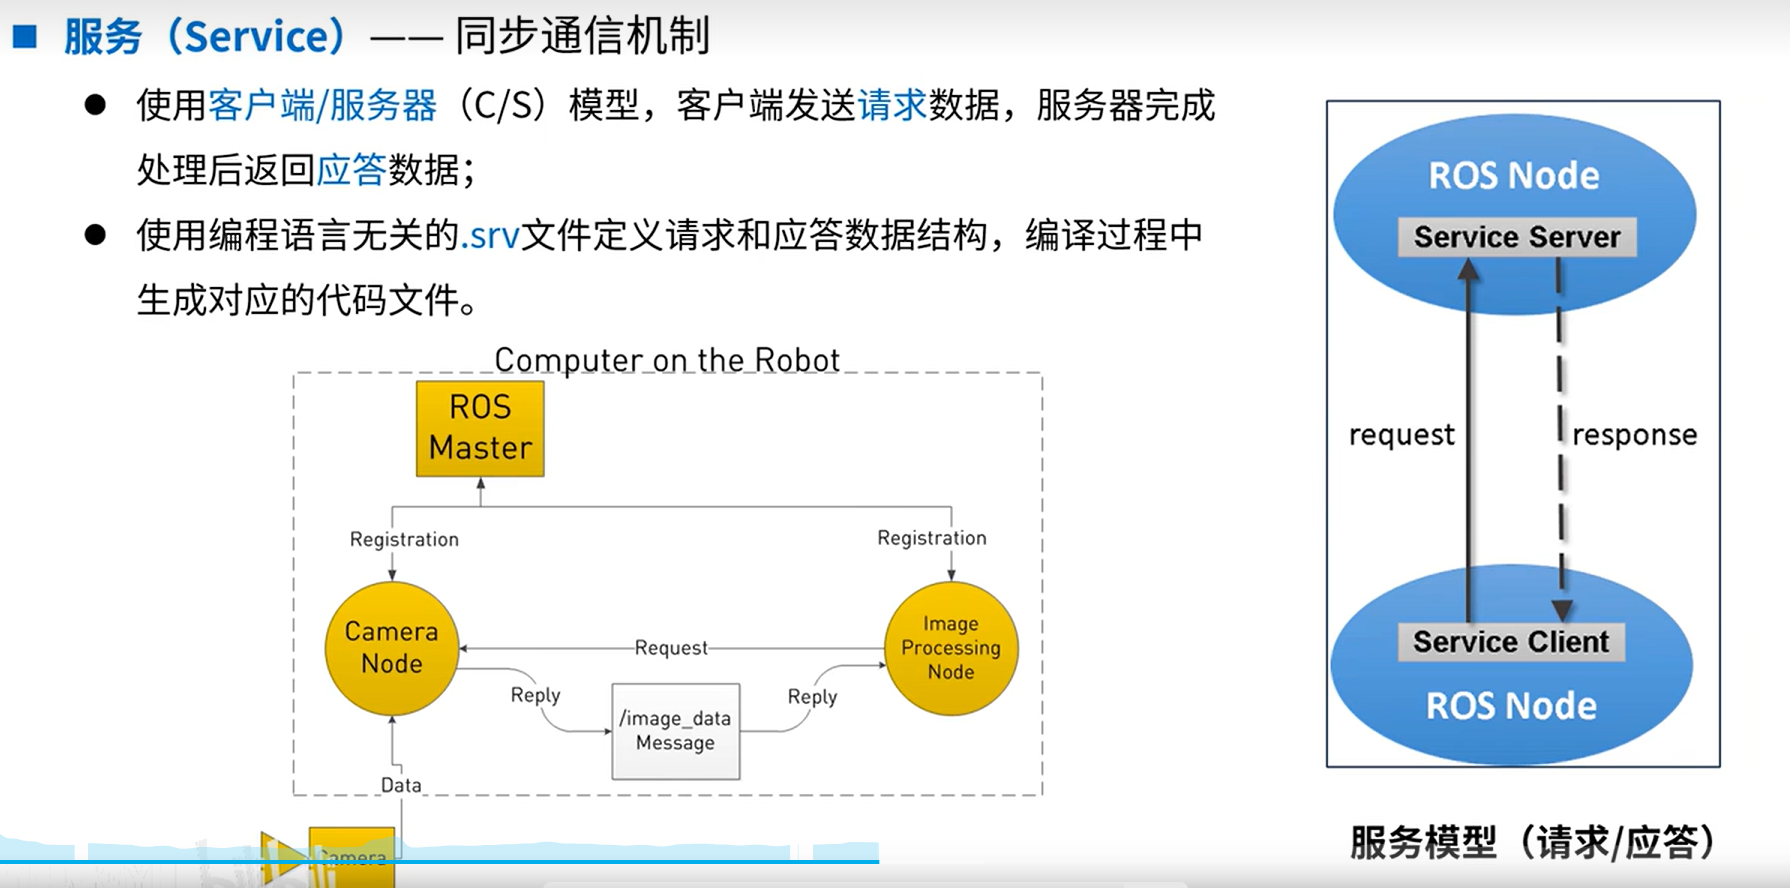 服务（Service）—— 同步通信机制
使用客户端/服务器（C/S）模型，客户端发送请求数据，服务器完成
处理后返回应答数据；
使用编程语言无关的.srv文件定义请求和应答数据结构，编译过程中
生成对应的代码文件。
Computer on the Robot
ROS
Master
Registration
Registration
Camera
Node
Request
Image
Processing
Node
Reply
/image_data
Message
Reply
Data
Camera
ROS Node
Service Server
request
response
Service Client
ROS Node
服务模型（请求/应答）